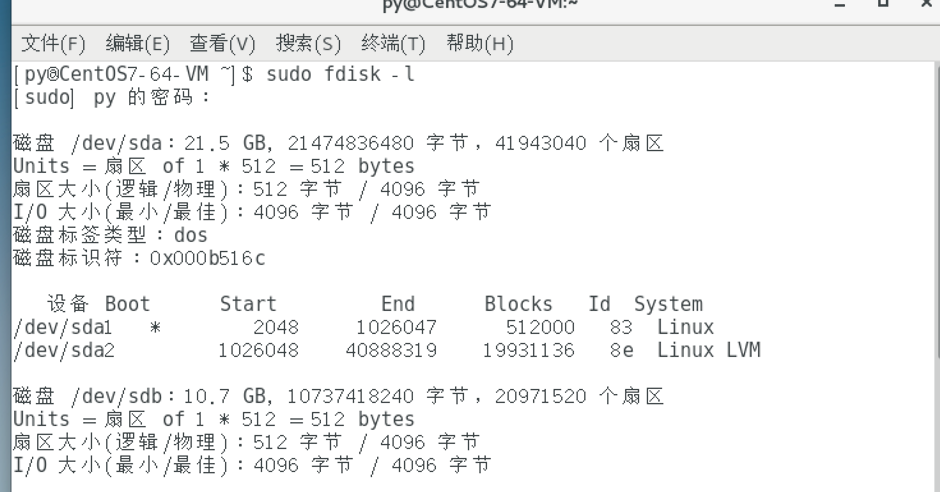 py@CentOS7-64-VM:~
文件(F) 编辑(E) 查看(V) 搜索(S) 终端(T) 帮助(H)
[py@CentOS7-64-VM ~]$ sudo fdisk -l
[sudo] py 的密码：
磁盘 /dev/sda：21.5 GB, 21474836480 字节，41943040 个扇区
Units = 扇区 of 1 * 512 = 512 bytes
扇区大小(逻辑/物理)：512 字节 / 4096 字节
I/O 大小(最小/最佳)：4096 字节 / 4096 字节
磁盘标签类型：dos
磁盘标识符：0x000b516c
设备 Boot Start End Blocks Id System
/dev/sda1 * 2048 1026047 512000 83 Linux
/dev/sda2 1026048 40888319 19931136 8e Linux LVM
磁盘 /dev/sdb：10.7 GB, 10737418240 字节，20971520 个扇区
Units = 扇区 of 1 * 512 = 512 bytes
扇区大小(逻辑/物理)：512 字节 / 4096 字节
I/O 大小(最小/最佳)：4096 字节 / 4096 字节